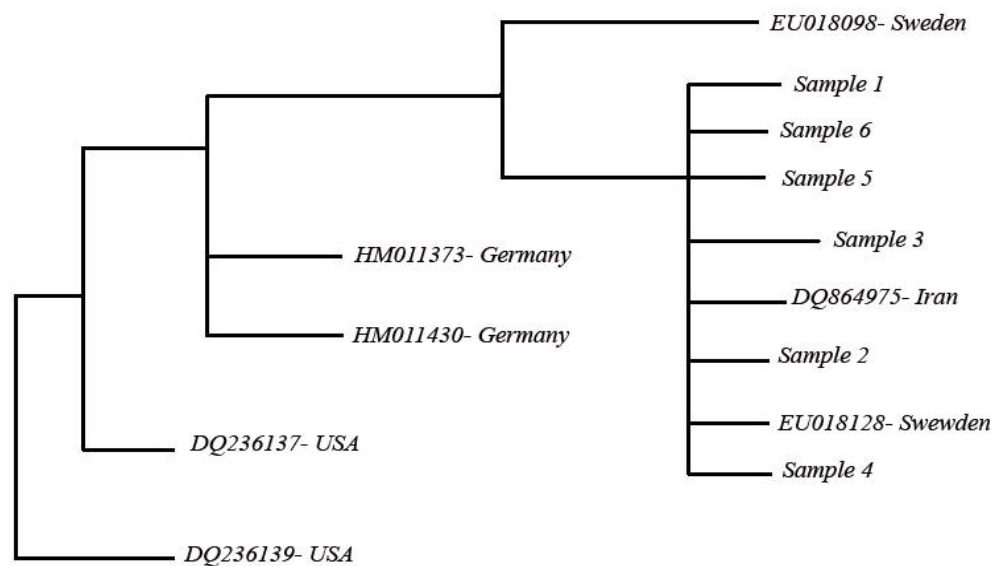 EU018098- Sweden
Sample 1
Sample 6
Sample 5
Sample 3
HM011373- Germany
DQ864975- Iran
HM011430- Germany
Sample 2
EU018128- Swewden
DQ236137- USA
Sample 4
DQ236139- USA